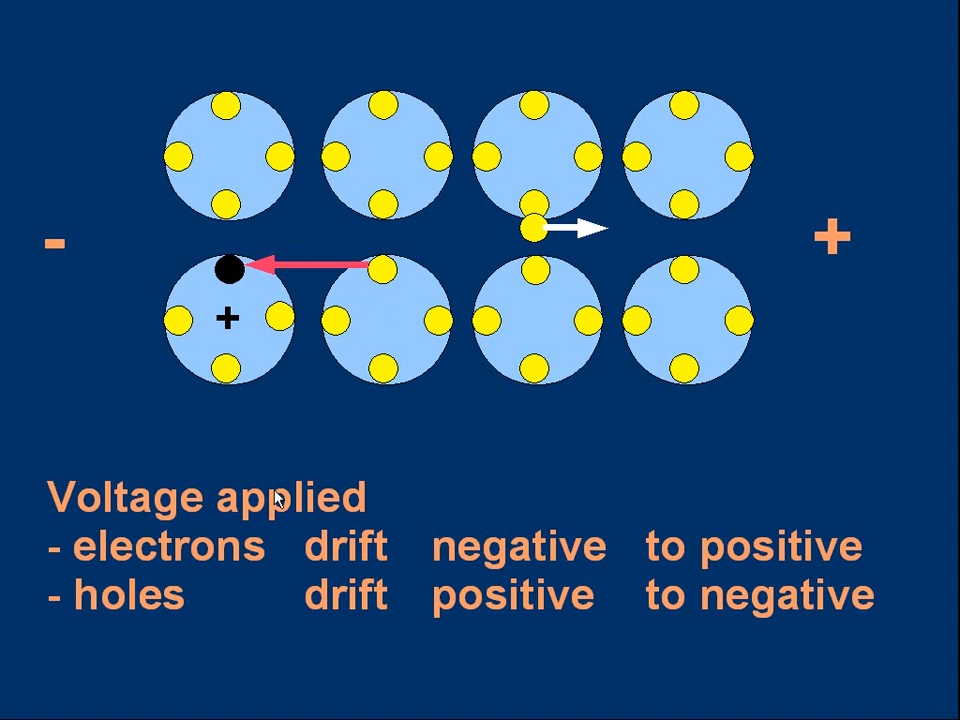 - +
+
Voltage applied
- electrons drift negative to positive
- holes drift positive to negative